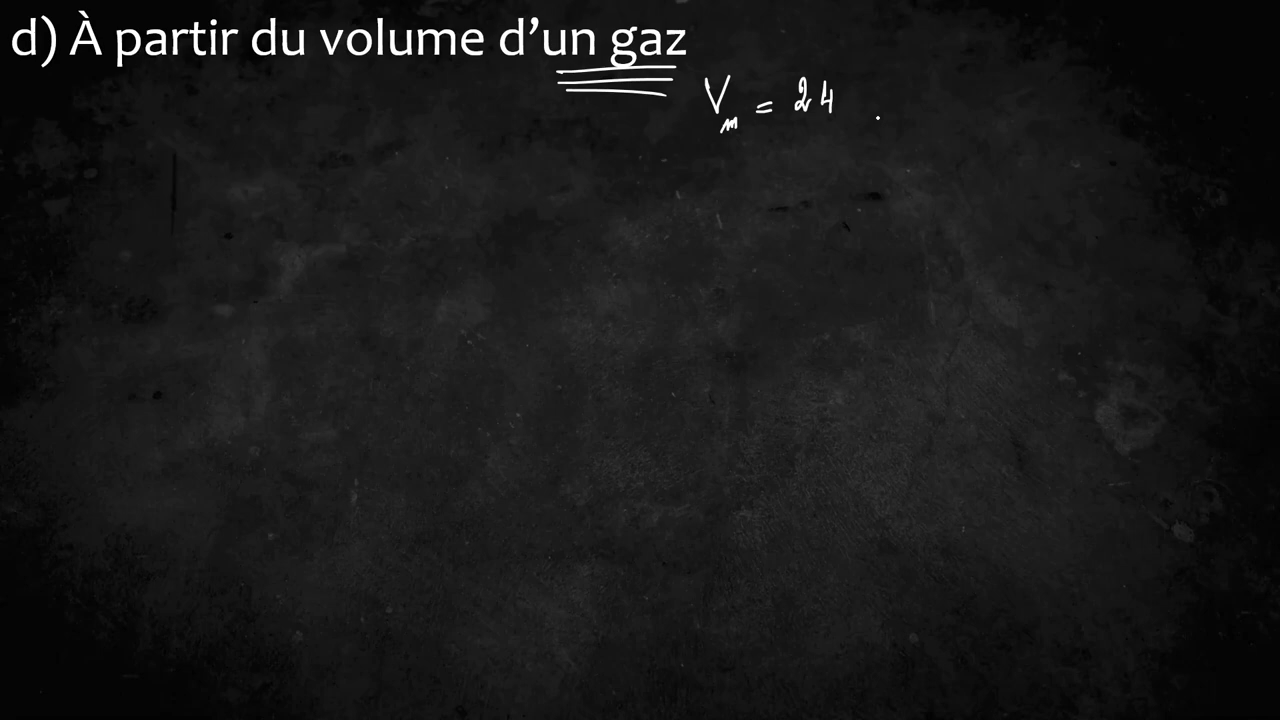 d) À partir du volume d’un gaz
Vm = 24